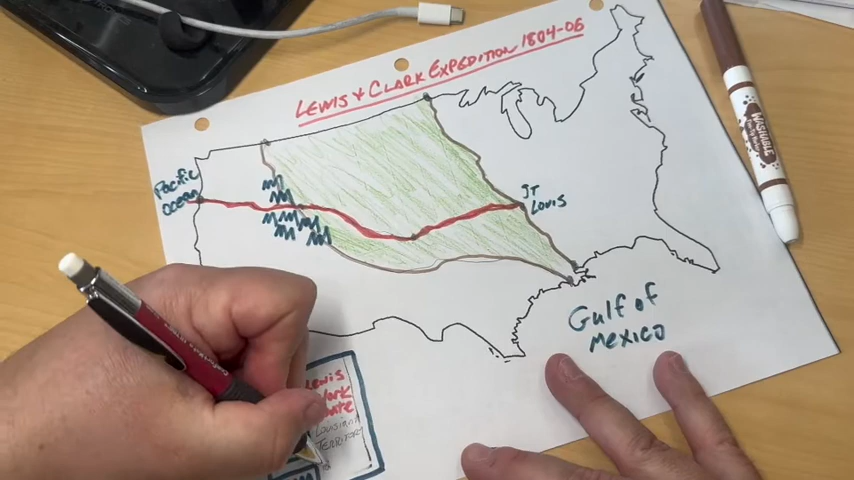 LEWIS & CLARK EXPEDITION 1804-06
Pacific
OCEAN
ST
LOUIS
Gulf of
Mexico
LEWIS
LOUISIANA
TERRITORY
WASHABLE